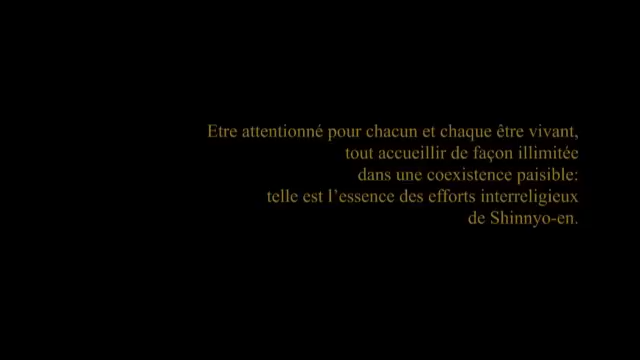 Etre attentionné pour chacun et chaque être vivant,
tout accueillir de façon illimitée
dans une coexistence paisible:
telle est l’essence des efforts interreligieux
de Shinnyo-en.